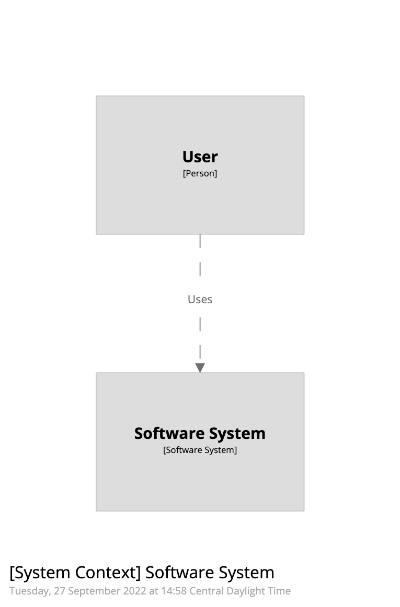 User
[Person]
Uses
Software System
[Software System]
[System Context] Software System
Tuesday, 27 September 2022 at 14:58 Central Daylight Time